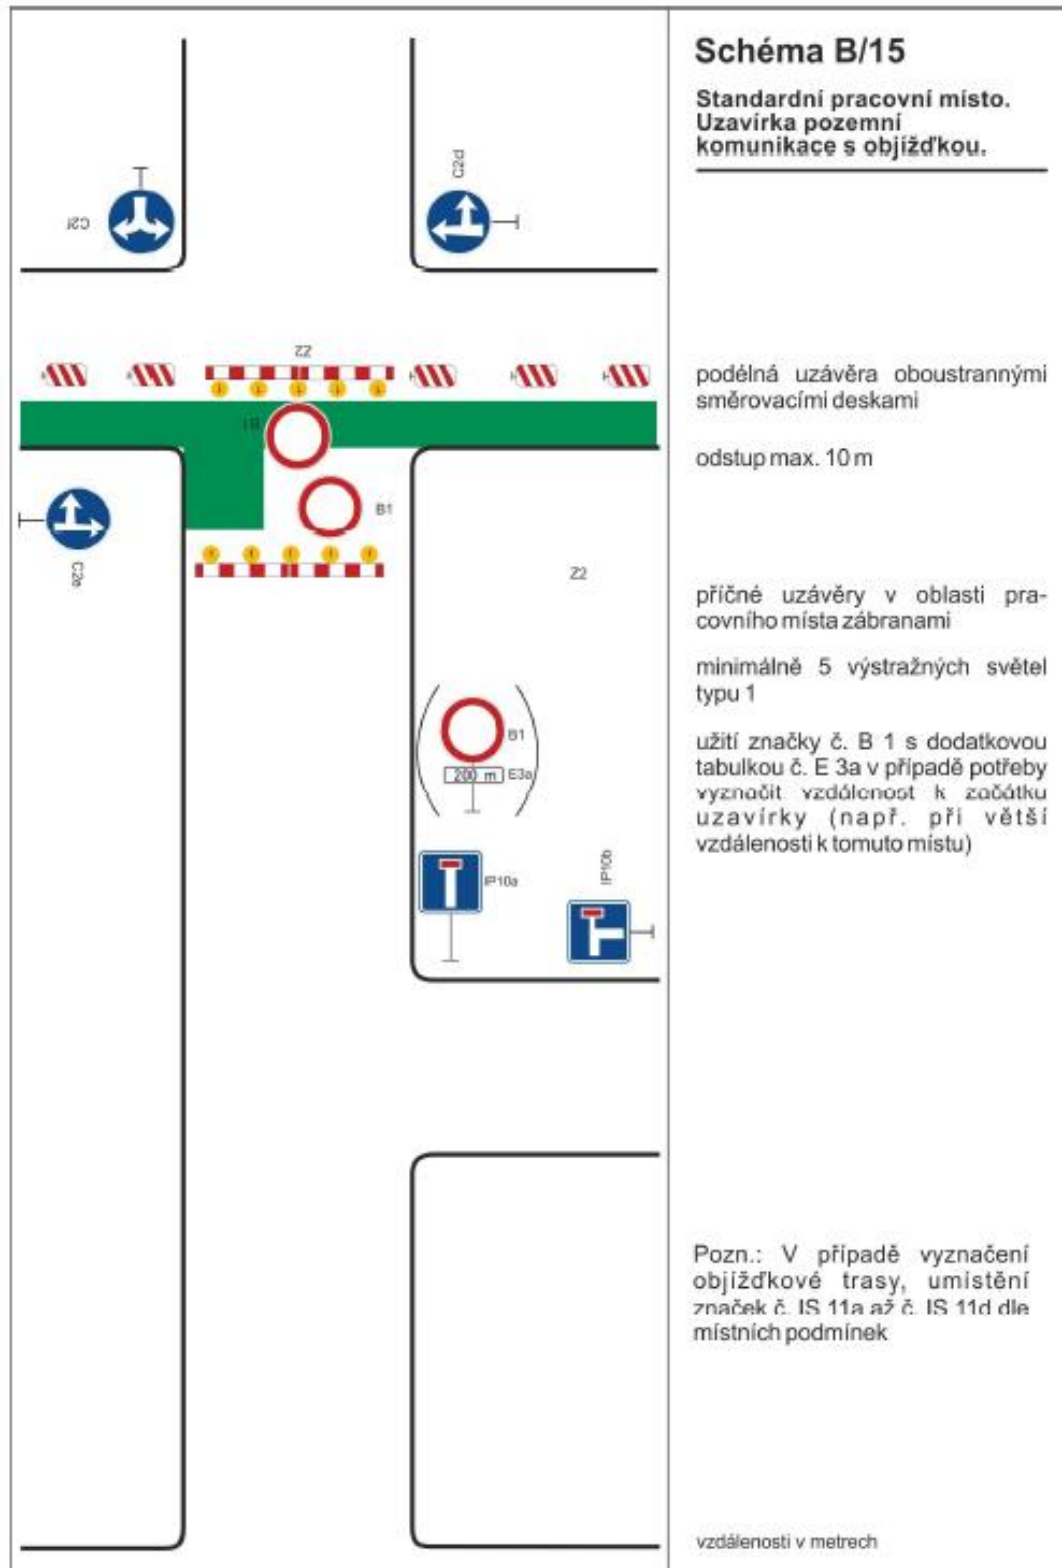 Schéma B/15
Standardní pracovní místo.
Uzavírka pozemní
komunikace s objížďkou.
C2f
C2d
Z2
podélná uzávěra oboustrannými
směrovacími deskami
B1
odstup max. 10 m
B1
C2e
Z2
příčné uzávěry v oblasti pra-
covního místa zábranami
minimálně 5 výstražných světel
typu 1
užití značky č. B 1 s dodatkovou
tabulkou č. E 3a v případě potřeby
vyznačit vzdálenost k začátku
uzavírky (např. při větší
vzdálenosti k tomuto místu)
B1
200 m E3a
IP10a
IP10b
Pozn.: V případě vyznačení
objížďkové trasy, umístění
značek č. IS 11a až č. IS 11d dle
místních podmínek
vzdálenosti v metrech